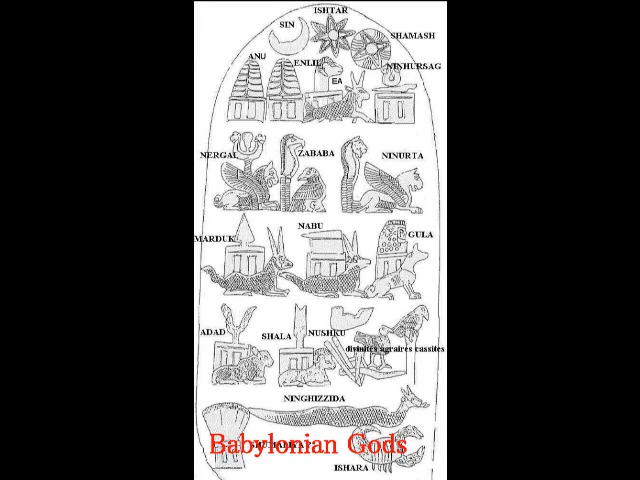 ISHTAR
SIN
SHAMASH
ANU
ENLIL
NINHURSAG
EA
NERGAL
ZABABA
NINURTA
MARDUK
NABU
GULA
ADAD
SHALA
NUSHKU
divinités agraires cassites
NINGHIZZIDA
Babylonian Gods
ISHARA